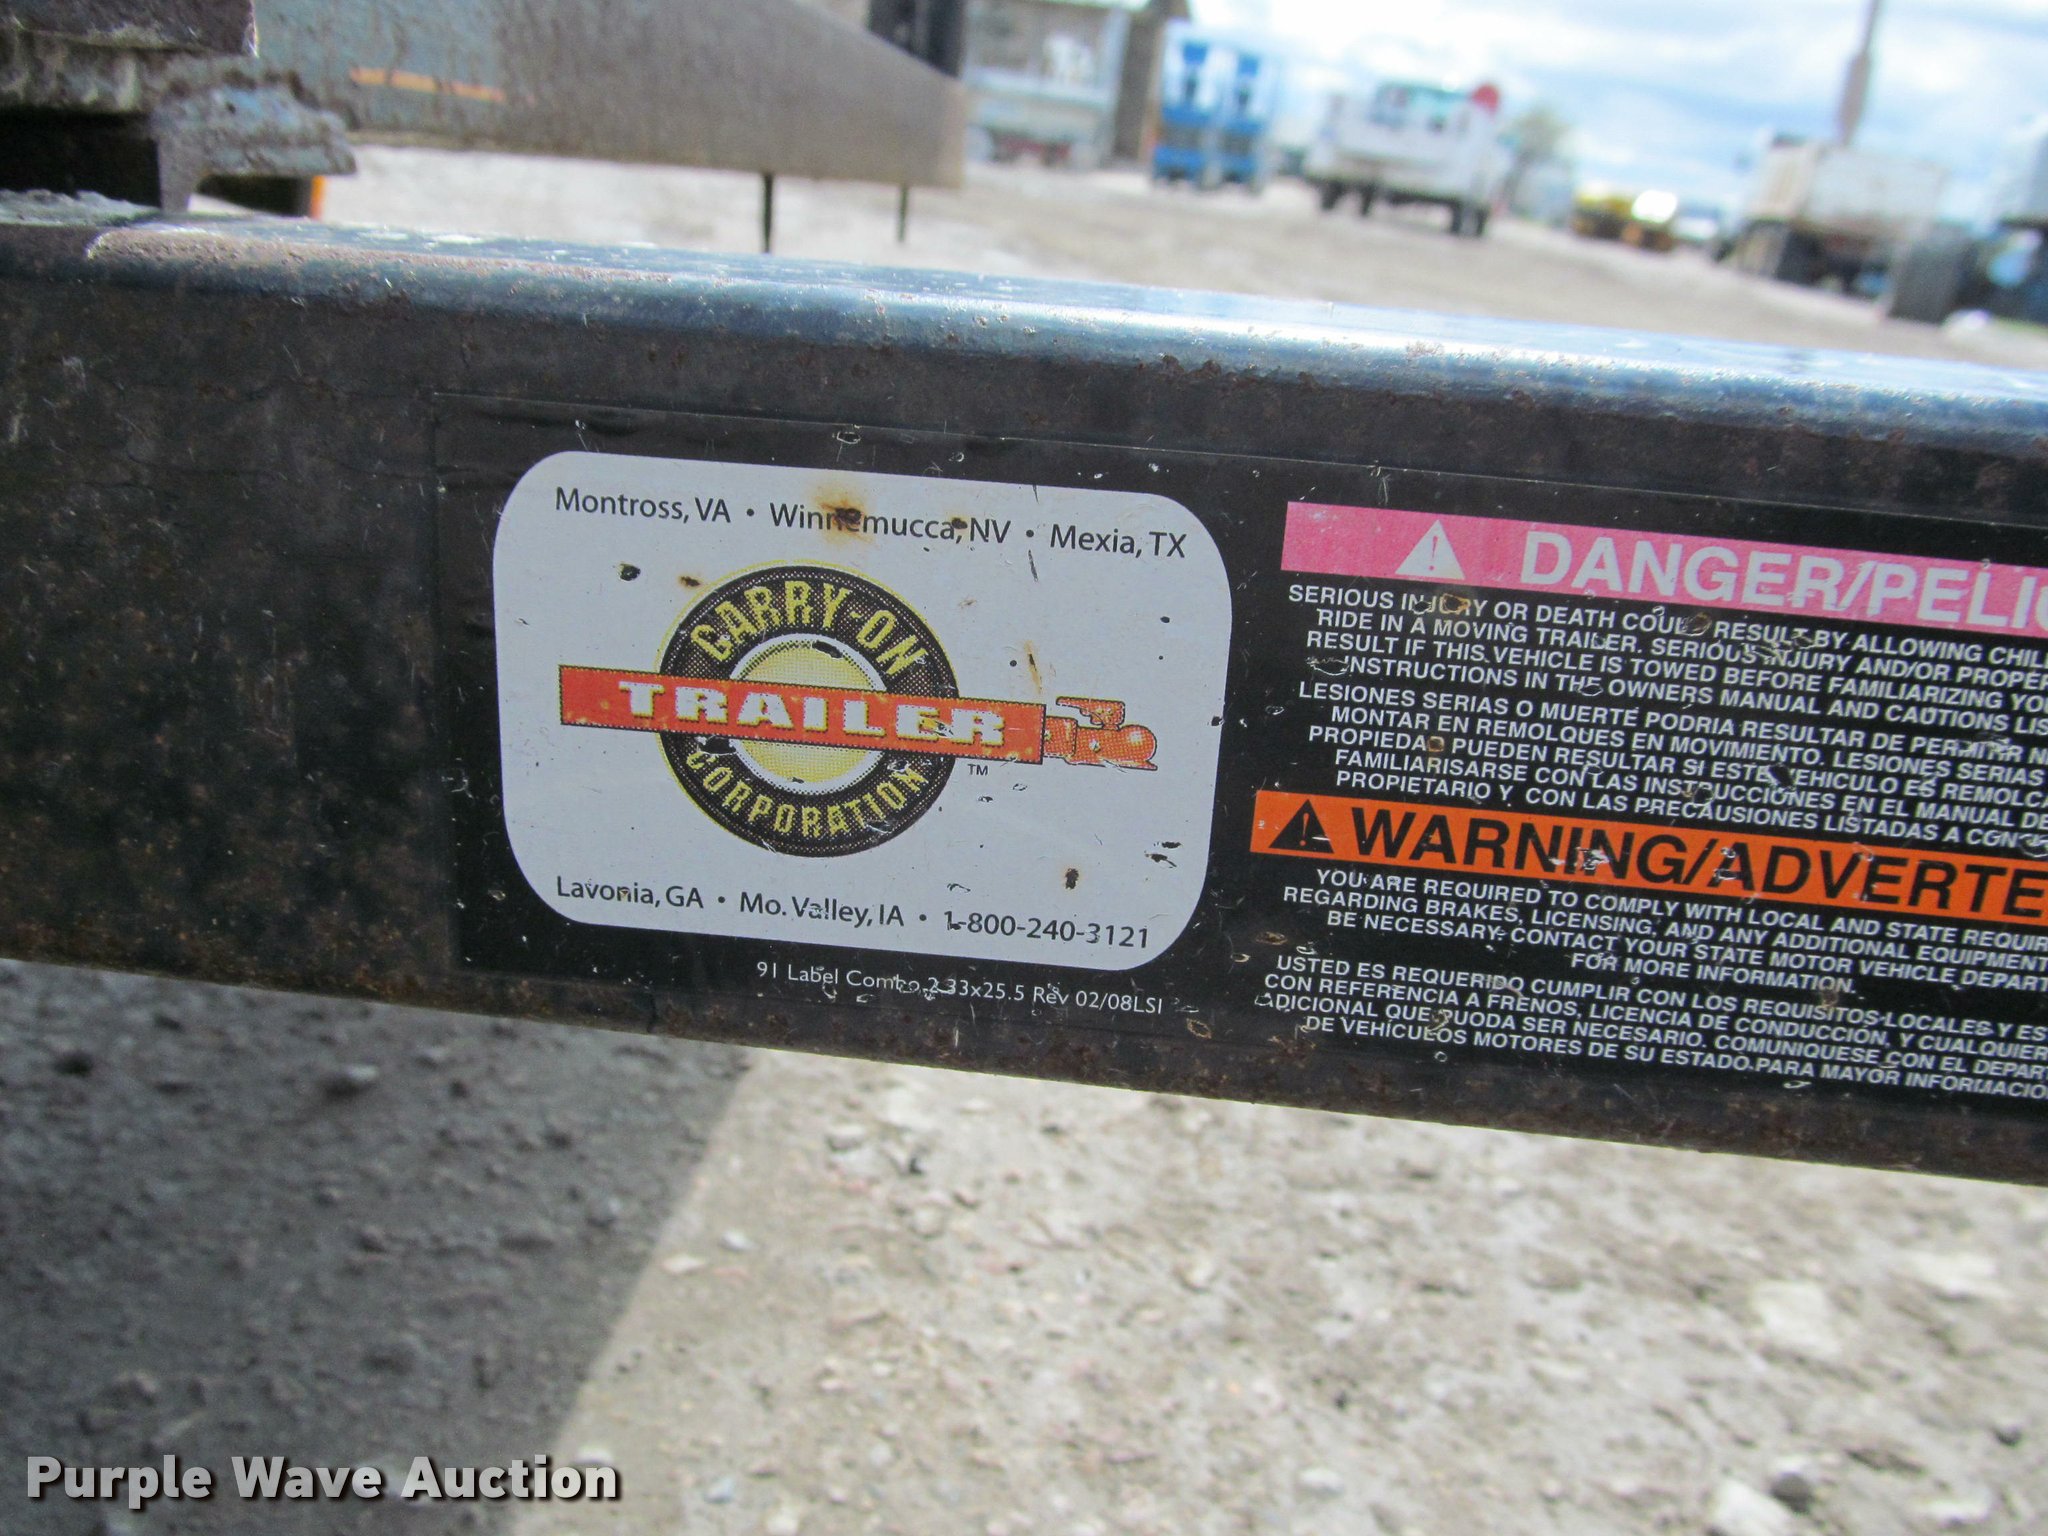 Montross, VA • Winnemucca, NV • Mexia, TX
CARRY-ON
TRAILER
TM
CORPORATION
Lavonia, GA • Mo. Valley, IA • 1-800-240-3121
91 Label Combo 2.33x25.5 Rev 02/08LSI
DANGER/PELIG
SERIOUS INJURY OR DEATH COULD RESULT BY ALLOWING CHIL
RIDE IN A MOVING TRAILER. SERIOUS INJURY AND/OR PROPER
RESULT IF THIS VEHICLE IS TOWED BEFORE FAMILIARIZING YOU
INSTRUCTIONS IN THE OWNERS MANUAL AND CAUTIONS LIS
LESIONES SERIAS O MUERTE PODRIA RESULTAR DE PERMITIR N
MONTAR EN REMOLQUES EN MOVIMIENTO. LESIONES SERIAS
PROPIEDAD PUEDEN RESULTAR SI ESTE VEHICULO ES REMOLCA
FAMILIARISARSE CON LAS INSTRUCCIONES EN EL MANUAL DE
PROPIETARIO Y CON LAS PRECAUSIONES LISTADAS A CON
WARNING/ADVERTE
YOU ARE REQUIRED TO COMPLY WITH LOCAL AND STATE REQUIR
REGARDING BRAKES, LICENSING, AND ANY ADDITIONAL EQUIPMENT
BE NECESSARY. CONTACT YOUR STATE MOTOR VEHICLE DEPART
FOR MORE INFORMATION.
USTED ES REQUERIDO CUMPLIR CON LOS REQUISITOS LOCALES Y ES
CON REFERENCIA A FRENOS, LICENCIA DE CONDUCCIÓN, Y CUALQUIER
ADICIONAL QUE PUODA SER NECESARIO. COMUNIQUESE CON EL DEPART
DE VEHÍCULOS MOTORES DE SU ESTADO PARA MAYOR INFORMACIO
Purple Wave Auction